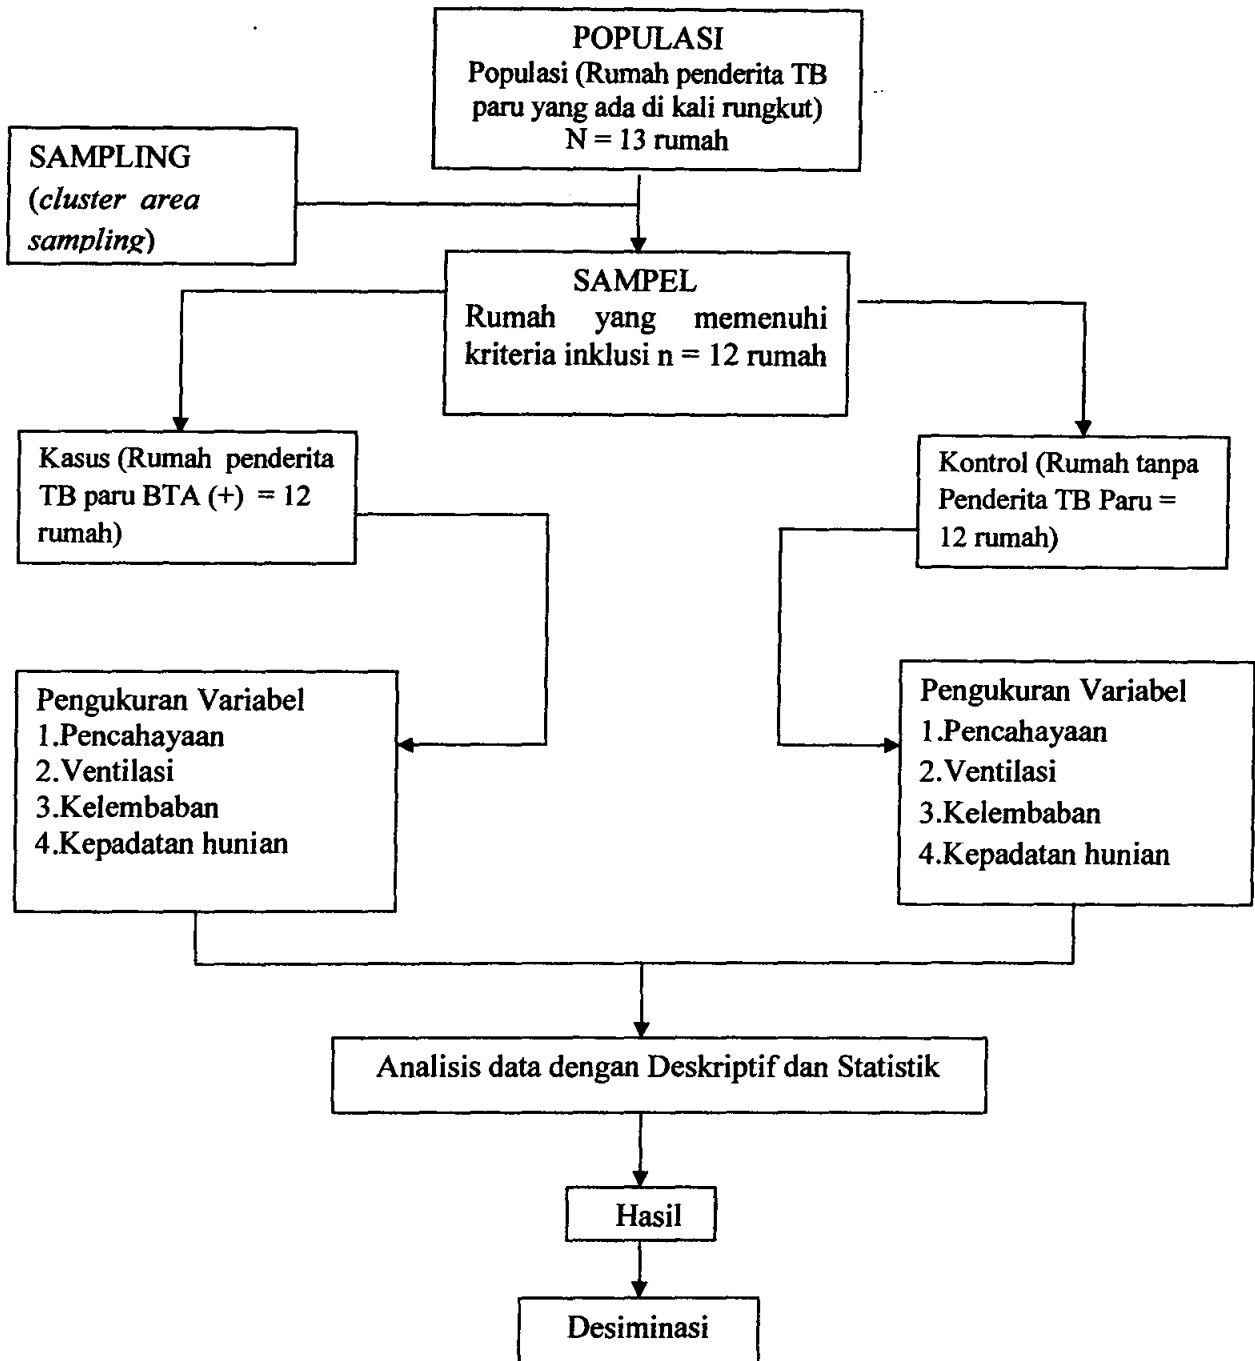 POPULASI
Populasi (Rumah penderita TB
paru yang ada di kali rungkut)
N = 13 rumah
SAMPLING
(cluster area
sampling)
SAMPEL
Rumah yang memenuhi
kriteria inklusi n = 12 rumah
Kasus (Rumah penderita
TB paru BTA (+) = 12
rumah)
Kontrol (Rumah tanpa
Penderita TB Paru =
12 rumah)
Pengukuran Variabel
1.Pencahayaan
2.Ventilasi
3.Kelembaban
4.Kepadatan hunian
Pengukuran Variabel
1.Pencahayaan
2.Ventilasi
3.Kelembaban
4.Kepadatan hunian
Analisis data dengan Deskriptif dan Statistik
Hasil
Desiminasi